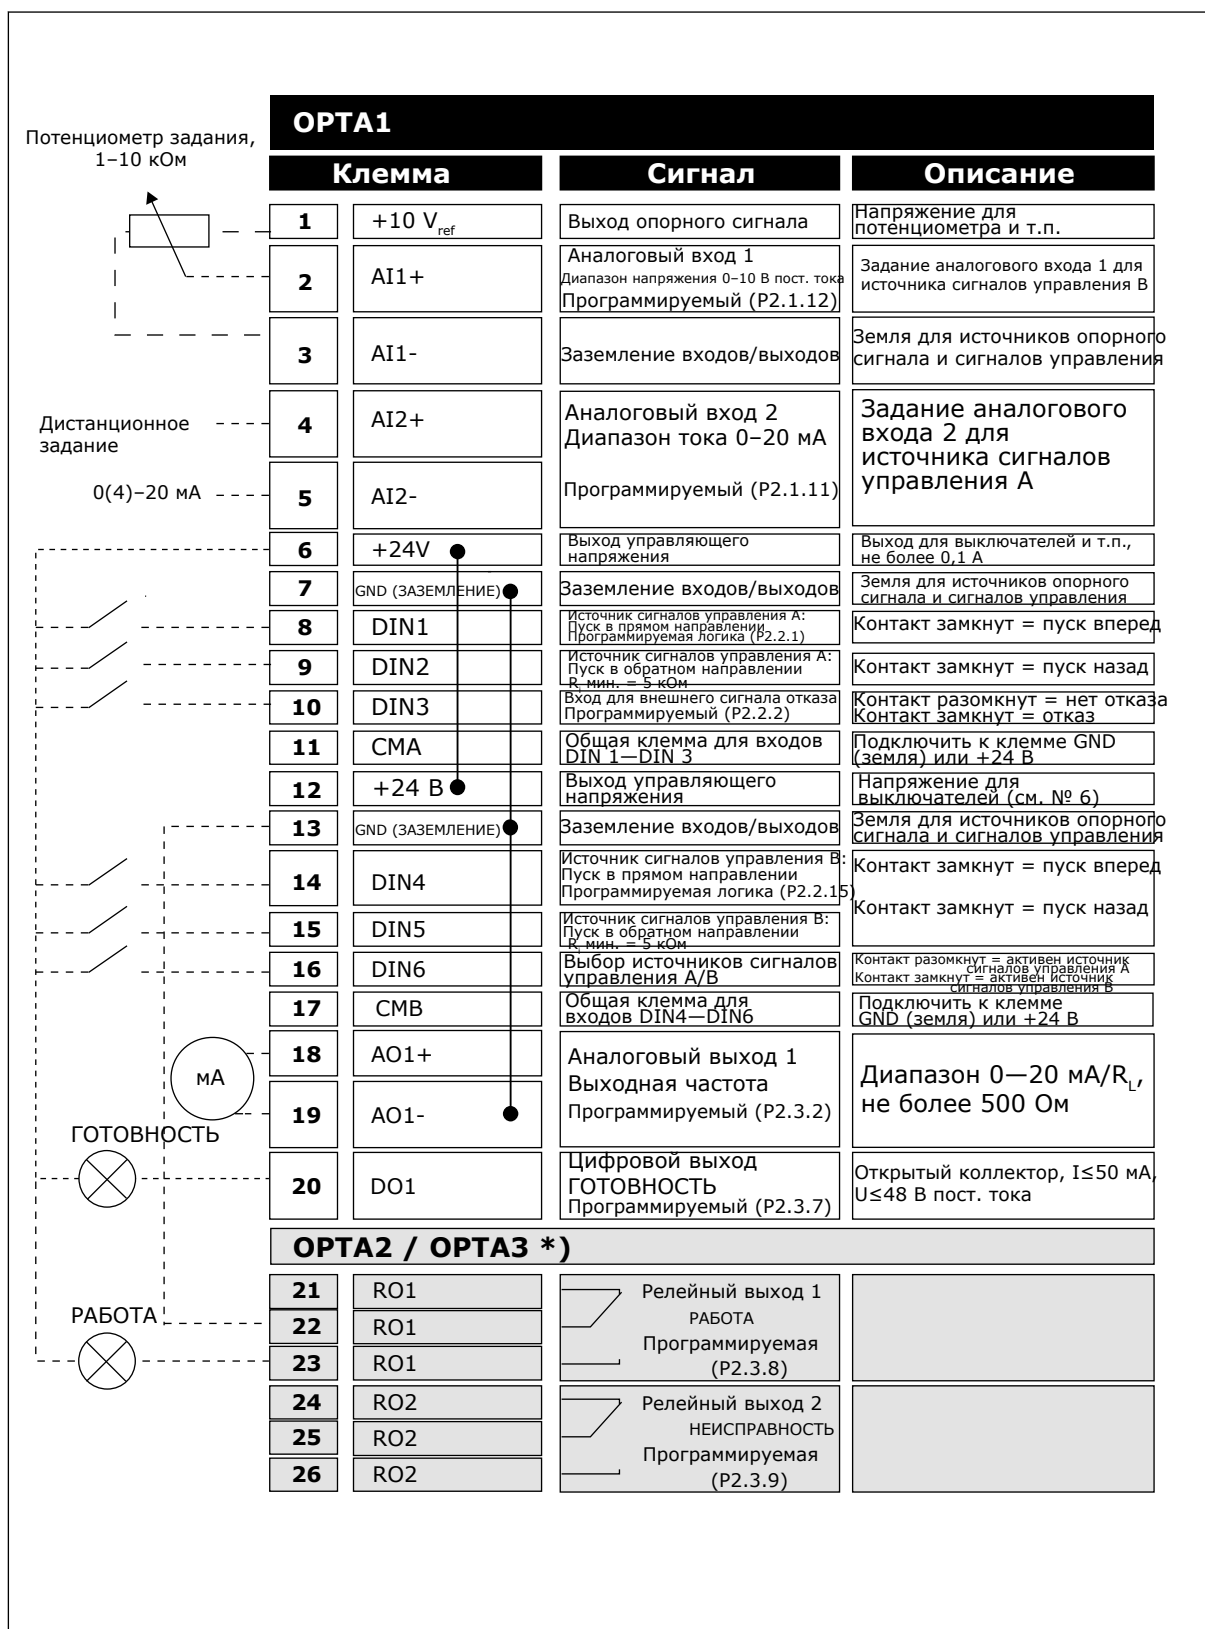 OPTA1
Потенциометр задания,
1–10 кОм
Клемма
Сигнал
Описание
1
+10 Vref
Выход опорного сигнала
Напряжение для
потенциометра и т.п.
2
AI1+
Аналоговый вход 1
Диапазон напряжения 0–10 В пост. тока
Программируемый (P2.1.12)
Задание аналогового входа 1 для
источника сигналов управления B
3
AI1-
Заземление входов/выходов
Земля для источников опорного
сигнала и сигналов управления
Дистанционное
задание
4
AI2+
Аналоговый вход 2
Диапазон тока 0–20 мА
Программируемый (P2.1.11)
Задание аналогового
входа 2 для
источника сигналов
управления A
0(4)–20 мА
5
AI2-
6
+24V
Выход управляющего
напряжения
Выход для выключателей и т.п.,
не более 0,1 А
7
GND (ЗАЗЕМЛЕНИЕ)
Заземление входов/выходов
Земля для источников опорного
сигнала и сигналов управления
8
DIN1
Источник сигналов управления A:
Пуск в прямом направлении
Программируемая логика (P2.2.1)
Контакт замкнут = пуск вперед
9
DIN2
Источник сигналов управления A:
Пуск в обратном направлении
Ri мин. = 5 кОм
Контакт замкнут = пуск назад
10
DIN3
Вход для внешнего сигнала отказа
Программируемый (P2.2.2)
Контакт разомкнут = нет отказа
Контакт замкнут = отказ
11
CMA
Общая клемма для входов
DIN 1—DIN 3
Подключить к клемме GND
(земля) или +24 В
12
+24 В
Выход управляющего
напряжения
Напряжение для
выключателей (см. № 6)
13
GND (ЗАЗЕМЛЕНИЕ)
Заземление входов/выходов
Земля для источников опорного
сигнала и сигналов управления
14
DIN4
Источник сигналов управления B:
Пуск в прямом направлении
Программируемая логика (P2.2.15)
Контакт замкнут = пуск вперед
Контакт замкнут = пуск назад
15
DIN5
Источник сигналов управления B:
Пуск в обратном направлении
Ri мин. = 5 кОм
16
DIN6
Выбор источников сигналов
управления A/B
Контакт разомкнут = активен источник
сигналов управления A
Контакт замкнут = активен источник
сигналов управления B
17
CMB
Общая клемма для
входов DIN4—DIN6
Подключить к клемме
GND (земля) или +24 В
мА
18
AO1+
Аналоговый выход 1
Выходная частота
Программируемый (P2.3.2)
Диапазон 0—20 мА/RL,
не более 500 Ом
19
AO1-
ГОТОВНОСТЬ
20
DO1
Цифровой выход
ГОТОВНОСТЬ
Программируемый (P2.3.7)
Открытый коллектор, I≤50 мА,
U≤48 В пост. тока
OPTA2 / OPTA3 *)
21
RO1
Релейный выход 1
РАБОТА
Программируемая
(P2.3.8)
РАБОТА
22
RO1
23
RO1
24
RO2
Релейный выход 2
НЕИСПРАВНОСТЬ
Программируемая
(P2.3.9)
25
RO2
26
RO2